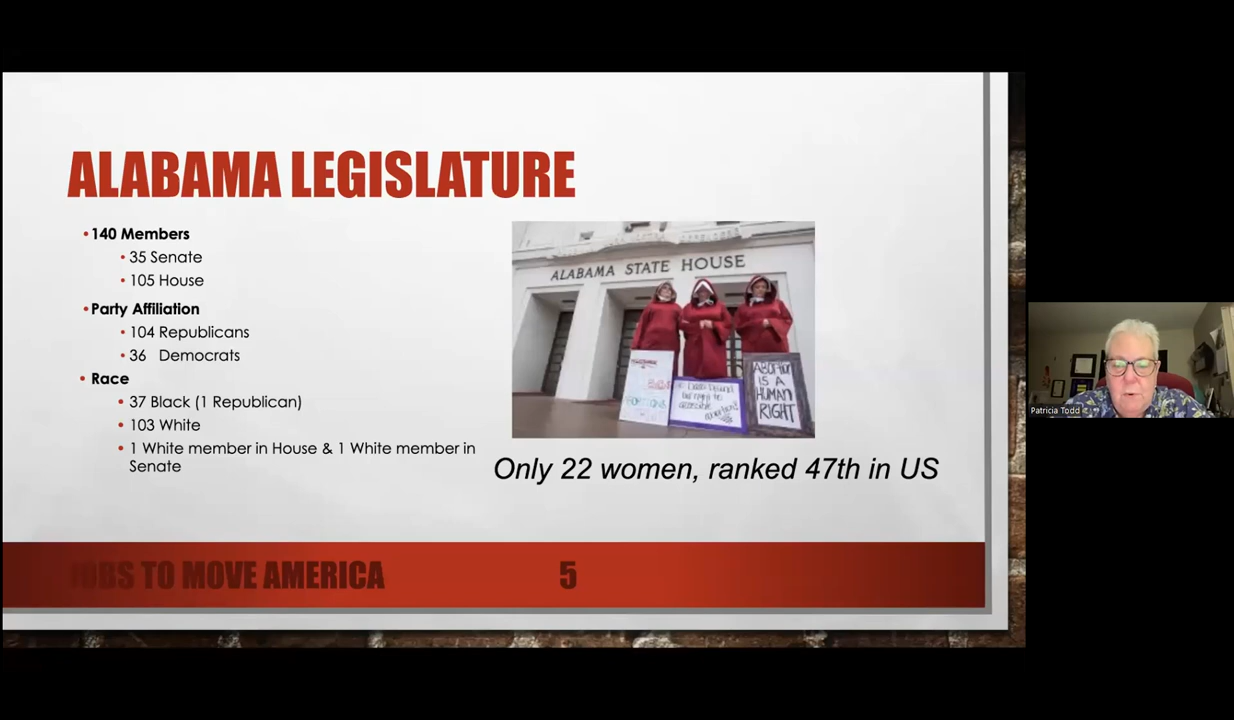 ALABAMA LEGISLATURE
•140 Members
•35 Senate
•105 House
•Party Affiliation
•104 Republicans
•36 Democrats
• Race
•37 Black (1 Republican)
•103 White
•1 White member in House & 1 White member in
Senate
ALABAMA STATE HOUSE
ABORTION
IS A
HUMAN
RIGHT
Only 22 women, ranked 47th in US
JOBS TO MOVE AMERICA
5
Patricia Todd